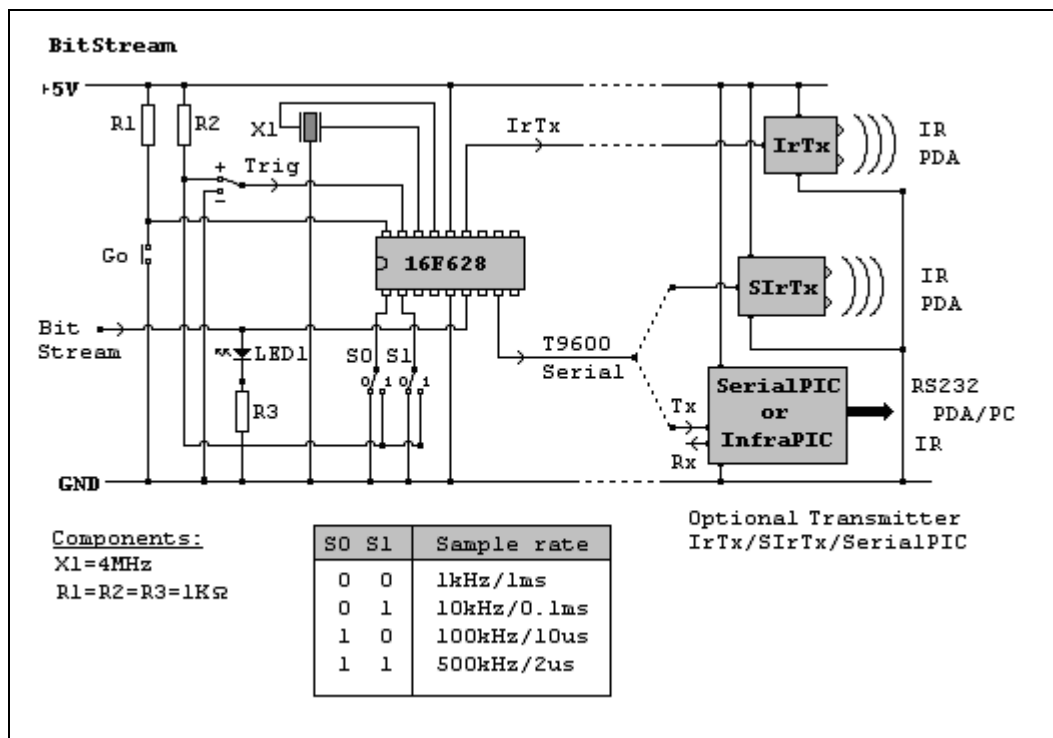 BitStream
+5V
R1
R2
X1
IrTx
IrTx
IR
PDA
+
Trig
-
Go
16F628
SIrTx
IR
PDA
Bit
Stream
LED1
S0
S1
0
1
0
1
T9600
Serial
R3
SerialPIC
or
InfraPIC
Tx
Rx
RS232
PDA/PC
IR
GND
Components:
X1=4MHz
R1=R2=R3=1KΩ
S0 S1 Sample rate
0 0 1kHz/1ms
0 1 10kHz/0.1ms
1 0 100kHz/10us
1 1 500kHz/2us
Optional Transmitter
IrTx/SIrTx/SerialPIC